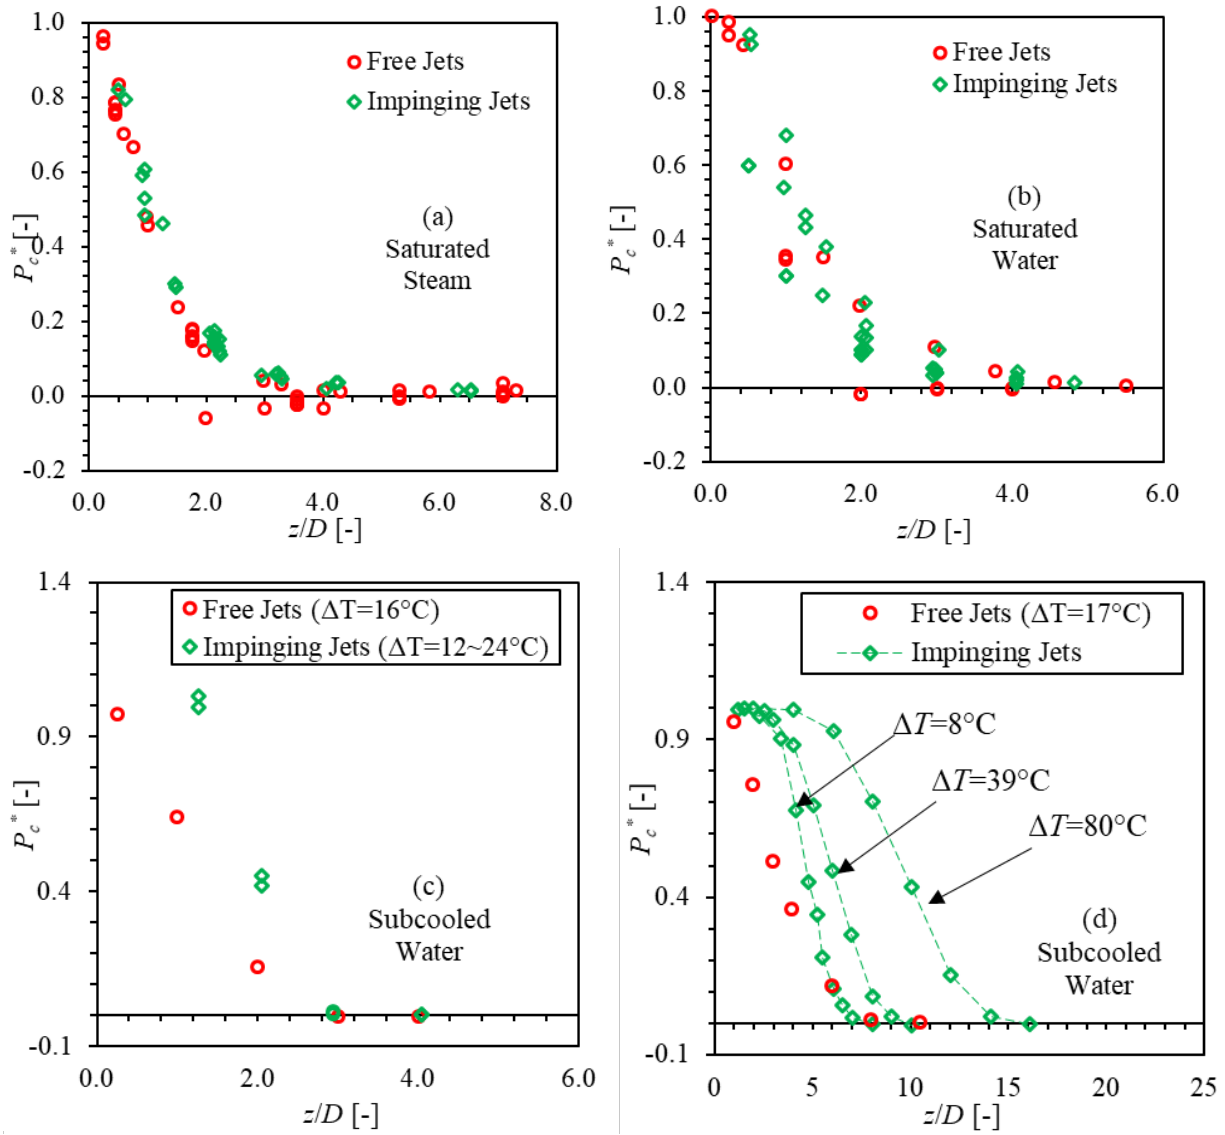 1.0
0.8
0.6
0.4
0.2
0.0
-0.2
P_c^* [-]
Free Jets
Impinging Jets
(a)
Saturated
Steam
0.0 2.0 4.0 6.0 8.0
z/D [-]
(b)
1.0
0.8
0.6
0.4
0.2
0.0
-0.2
P_c^* [-]
Free Jets
Impinging Jets
(b)
Saturated
Water
0.0 2.0 4.0 6.0
z/D [-]
1.4
0.9
0.4
-0.1
P_c^* [-]
Free Jets (ΔT=16°C)
Impinging Jets (ΔT=12~24°C)
(c)
Subcooled
Water
0.0 2.0 4.0 6.0
z/D [-]
1.4
0.9
0.4
-0.1
P_c^* [-]
Free Jets (ΔT=17°C)
Impinging Jets
ΔT=8°C
ΔT=39°C
ΔT=80°C
(d)
Subcooled
Water
0 5 10 15 20 25
z/D [-]